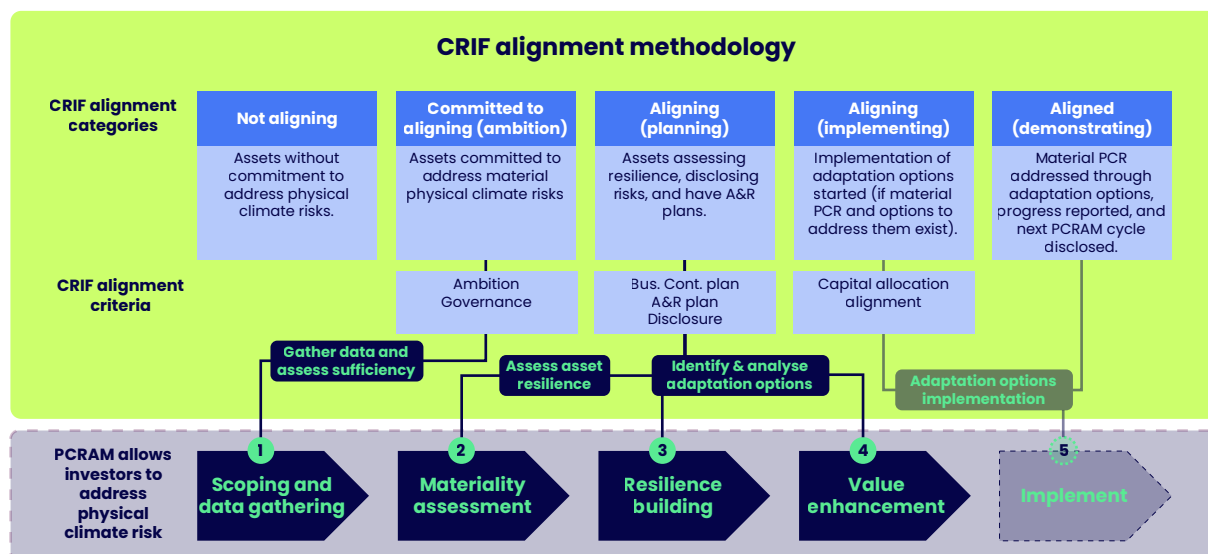 CRIF alignment methodology
CRIF alignment
categories
Not aligning
Assets without
commitment to
address physical
climate risks.
Committed to
aligning (ambition)
Assets committed to
address material
physical climate risks
Aligning
(planning)
Assets assessing
resilience, disclosing
risks, and have A&R
plans.
Aligning
(implementing)
Implementation of
adaptation options
started (if material
PCR and options to
address them exist).
Aligned
(demonstrating)
Material PCR
addressed through
adaptation options,
progress reported, and
next PCRAM cycle
disclosed.
CRIF alignment
criteria
Ambition
Governance
Bus. Cont. plan
A&R plan
Disclosure
Capital allocation
alignment
Gather data and
assess sufficiency
Assess asset
resilience
Identify & analyse
adaptation options
Adaptation options
implementation
PCRAM allows
investors to
address
physical
climate risk
1
Scoping and
data gathering
2
Materiality
assessment
3
Resilience
building
4
Value
enhancement
5
Implement